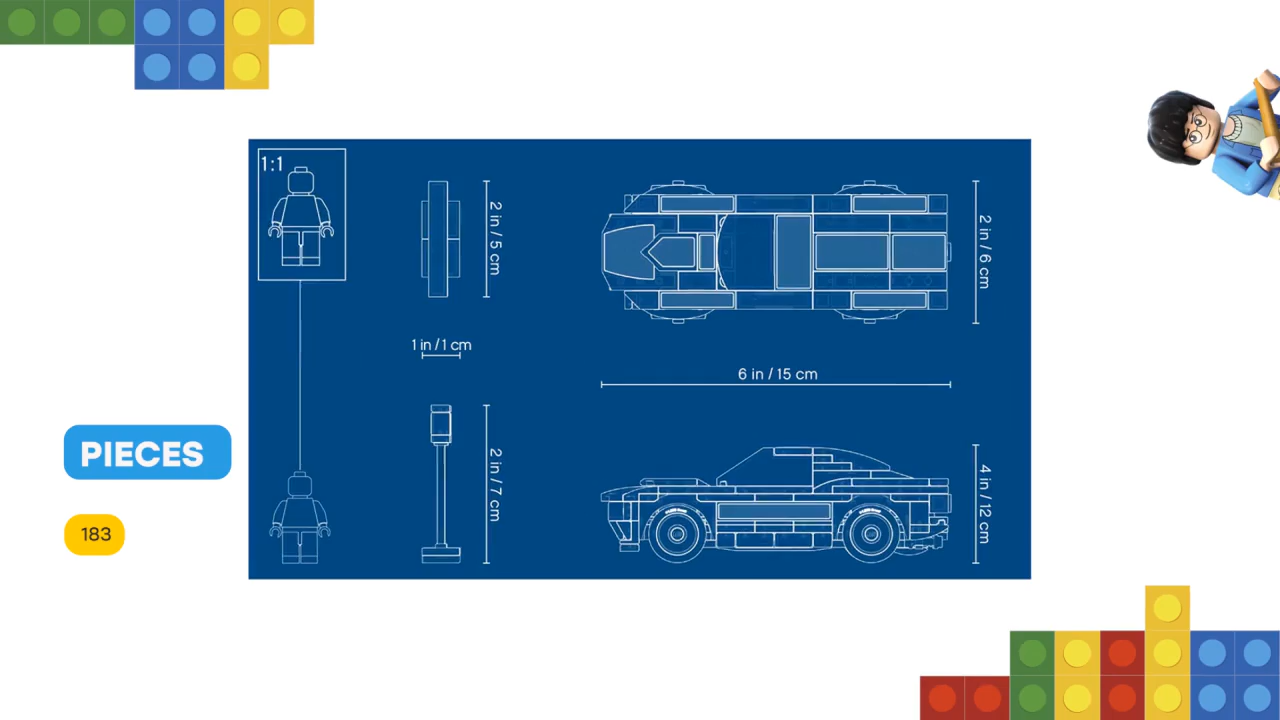 1:1
2 in / 5 cm
2 in / 6 cm
1 in / 1 cm
6 in / 15 cm
2 in / 7 cm
4 in / 12 cm
PIECES
183